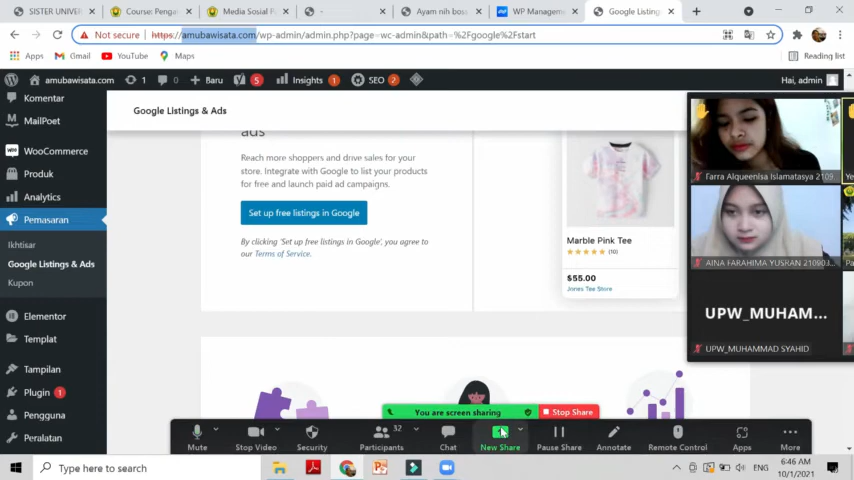 SISTER UNIVER
Course: Penga
Media Sosial P
Ayam nih bosa
WP Managem
Google Listing
Not secure
https://amubawisata.com/wp-admin/admin.php?page=wc-admin&path=%2Fgoogle%2Fstart
Apps
Gmail
YouTube
Maps
Reading list
amubawisata.com
1
0
+ Baru
5
Insights
1
SEO
2
Hai, admin
Komentar
MailPoet
WooCommerce
Produk
Analytics
Pemasaran
Ikhtisar
Google Listings & Ads
Kupon
Elementor
Templat
Tampilan
Plugin 1
Pengguna
Peralatan
Google Listings & Ads
ads
Reach more shoppers and drive sales for your
store. Integrate with Google to list your products
for free and launch paid ad campaigns.
Set up free listings in Google
By clicking 'Set up free listings in Google', you agree to
our Terms of Service.
Marble Pink Tee
(10)
$55.00
Jones Tee Store
Farra Alqueenlsa Islamatasya 2109...
AINA FARAHIMA YUSRAN 210903...
UPW_MUHAM...
UPW_MUHAMMAD SYAHID
You are screen sharing
Stop Share
Mute
Stop Video
Security
32
Participants
Chat
New Share
Pause Share
Annotate
Remote Control
Apps
More
Type here to search
ENG
6:46 AM
10/1/2021